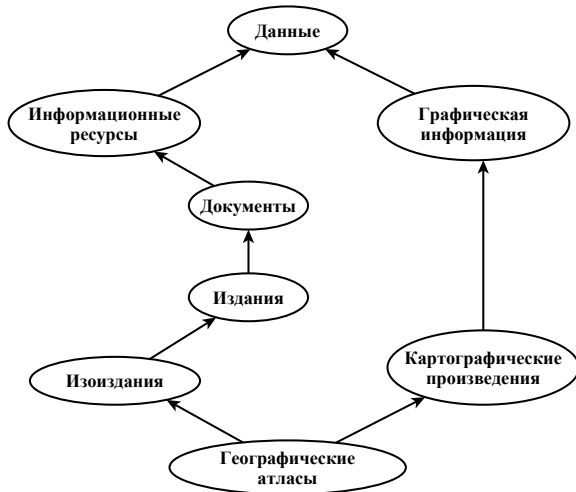 Данные
Информационные
ресурсы
Графическая
информация
Документы
Издания
Изоиздания
Картографические
произведения
Географические
атласы